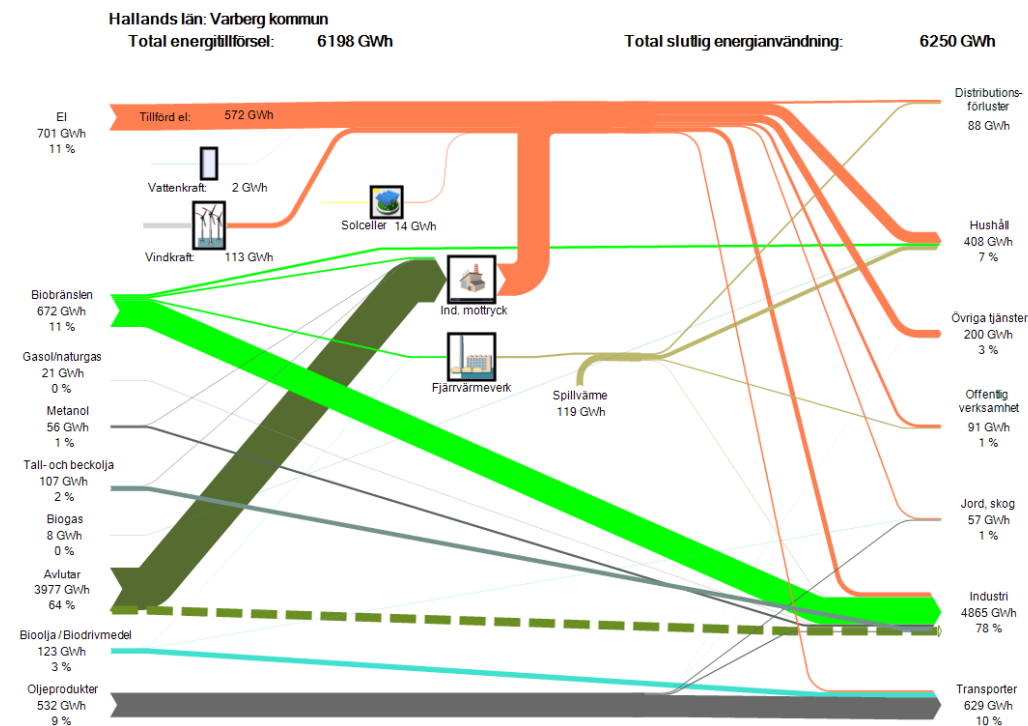 Hallands län: Varberg kommun
Total energitillförsel: 6198 GWh
Total slutlig energianvändning: 6250 GWh
El
701 GWh
11 %
Tillförd el: 572 GWh
Vattenkraft: 2 GWh
Solceller 14 GWh
Vindkraft: 113 GWh
Biobränslen
672 GWh
11 %
Gasol/naturgas
21 GWh
0 %
Metanol
56 GWh
1 %
Tall- och beckolja
107 GWh
2 %
Biogas
8 GWh
0 %
Avlutar
3977 GWh
64 %
Bioolja / Biodrivmedel
123 GWh
3 %
Oljeprodukter
532 GWh
9 %
Ind. mottryck
Fjärrvärmeverk
Spillvärme
119 GWh
Distributions-
förluster
88 GWh
Hushåll
408 GWh
7 %
Övriga tjänster
200 GWh
3 %
Offentlig
verksamhet
91 GWh
1 %
Jord, skog
57 GWh
1 %
Industri
4865 GWh
78 %
Transporter
629 GWh
10 %